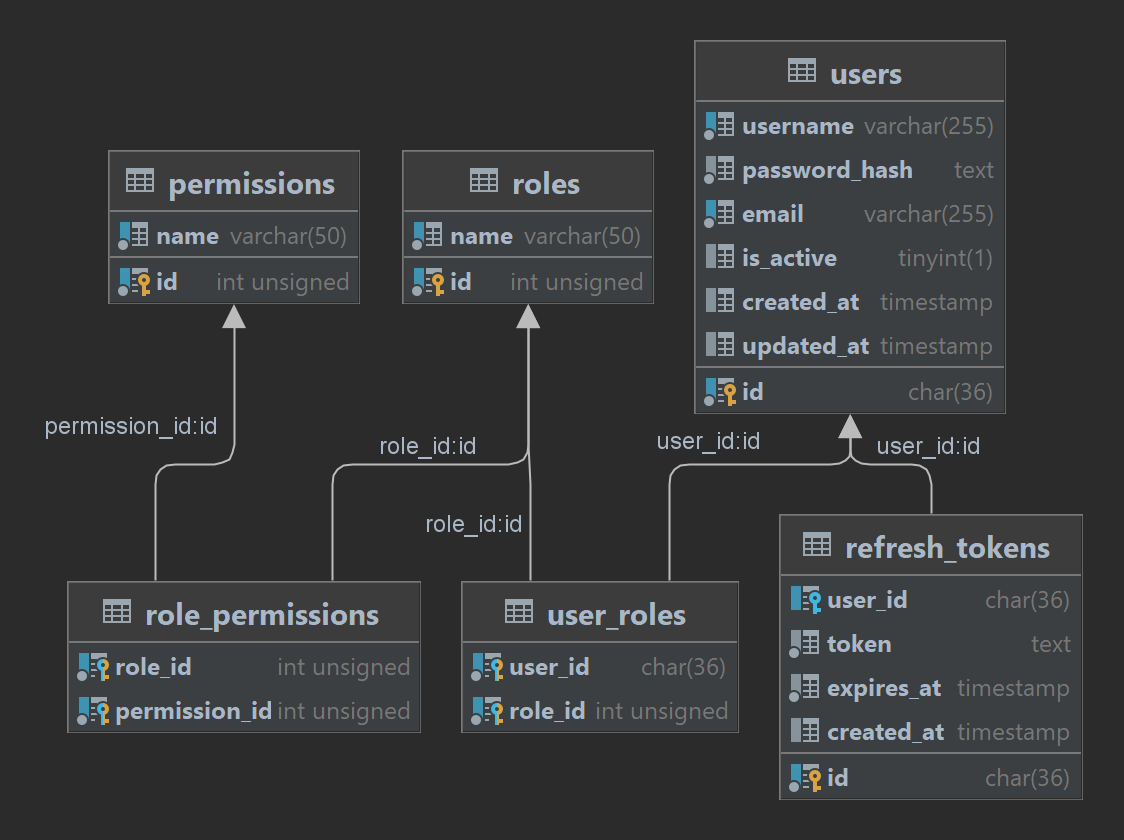 users
username varchar(255)
password_hash text
email varchar(255)
is_active tinyint(1)
created_at timestamp
updated_at timestamp
id char(36)
permissions
name varchar(50)
id int unsigned
roles
name varchar(50)
id int unsigned
permission_id:id
role_id:id
role_id:id
user_id:id
user_id:id
role_permissions
role_id int unsigned
permission_id int unsigned
user_roles
user_id char(36)
role_id int unsigned
refresh_tokens
user_id char(36)
token text
expires_at timestamp
created_at timestamp
id char(36)